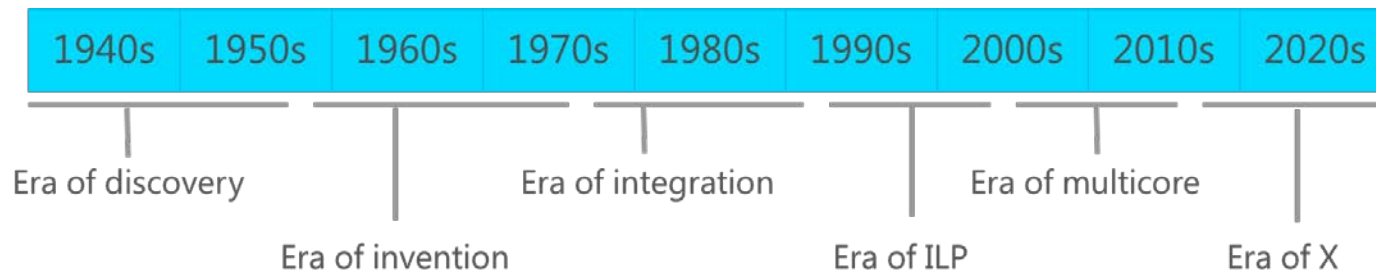 1940s 1950s 1960s 1970s 1980s 1990s 2000s 2010s 2020s
Era of discovery Era of integration Era of multicore
Era of invention Era of ILP Era of X